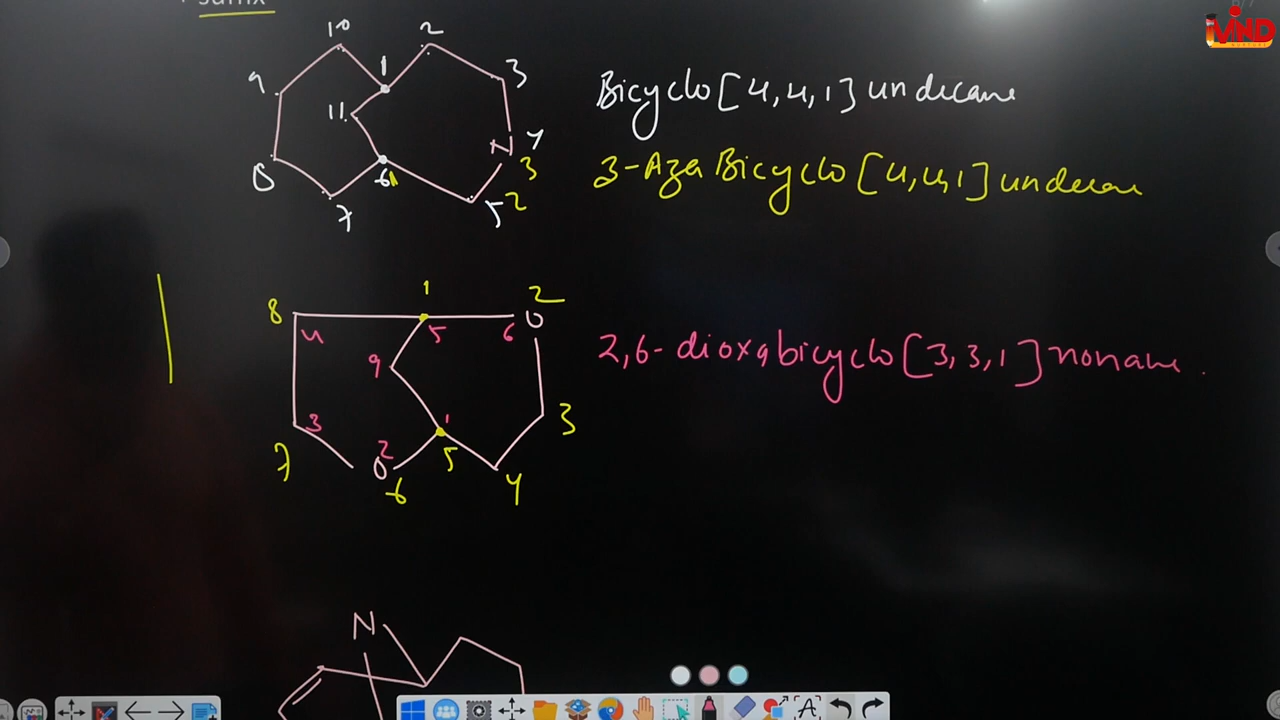 suffix
iVIND
10 2
9 1 3
11
N 4
3
8 6 1
7 5 2
Bicyclo [4,4,1] undecane
3-Aza Bicyclo [4,4,1] undecane
1 2
8 O
4 5 6
9
3 1 3
7 2 5
O 6 4
2,6-dioxabicyclo [3,3,1] nonane.
N
A